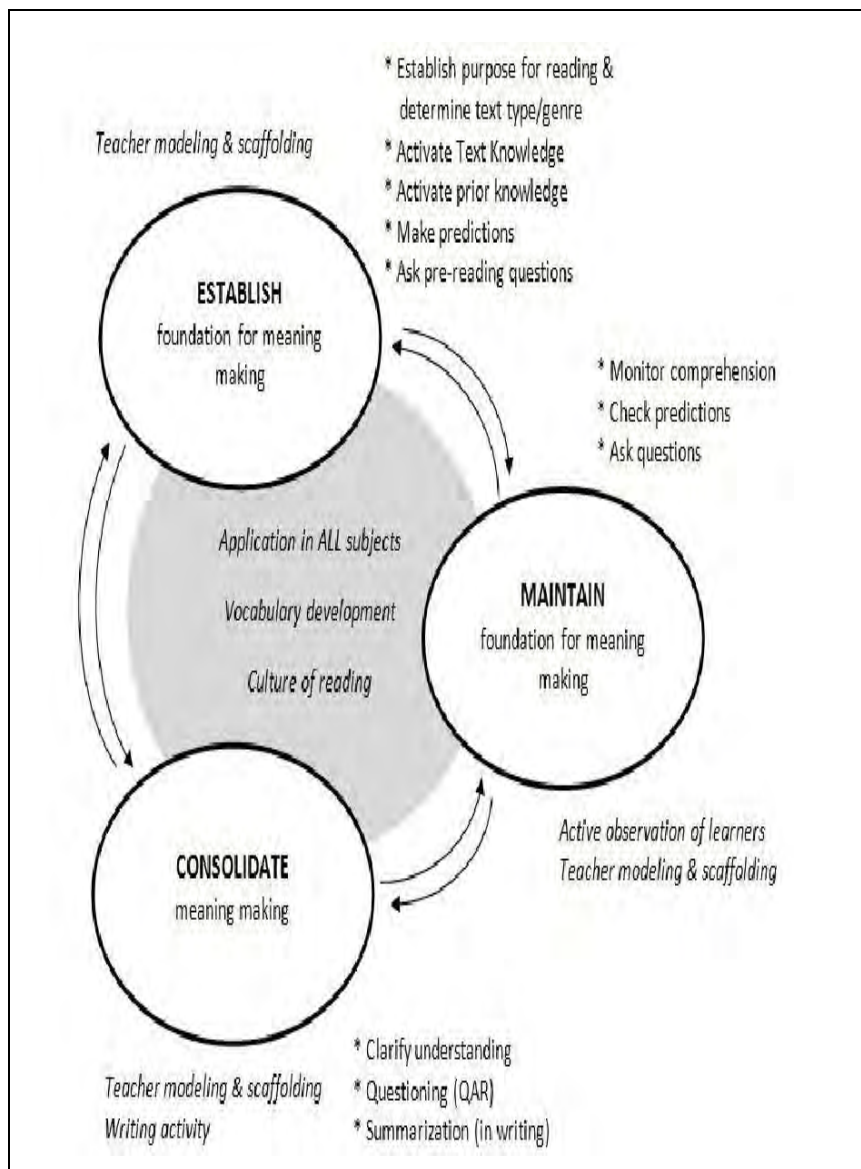 * Establish purpose for reading &
determine text type/genre
Teacher modeling & scaffolding
* Activate Text Knowledge
* Activate prior knowledge
* Make predictions
* Ask pre-reading questions
ESTABLISH
foundation for meaning
making
* Monitor comprehension
* Check predictions
* Ask questions
Application in ALL subjects
Vocabulary development
Culture of reading
MAINTAIN
foundation for meaning
making
Active observation of learners
Teacher modeling & scaffolding
CONSOLIDATE
meaning making
Teacher modeling & scaffolding
Writing activity
* Clarify understanding
* Questioning (QAR)
* Summarization (in writing)